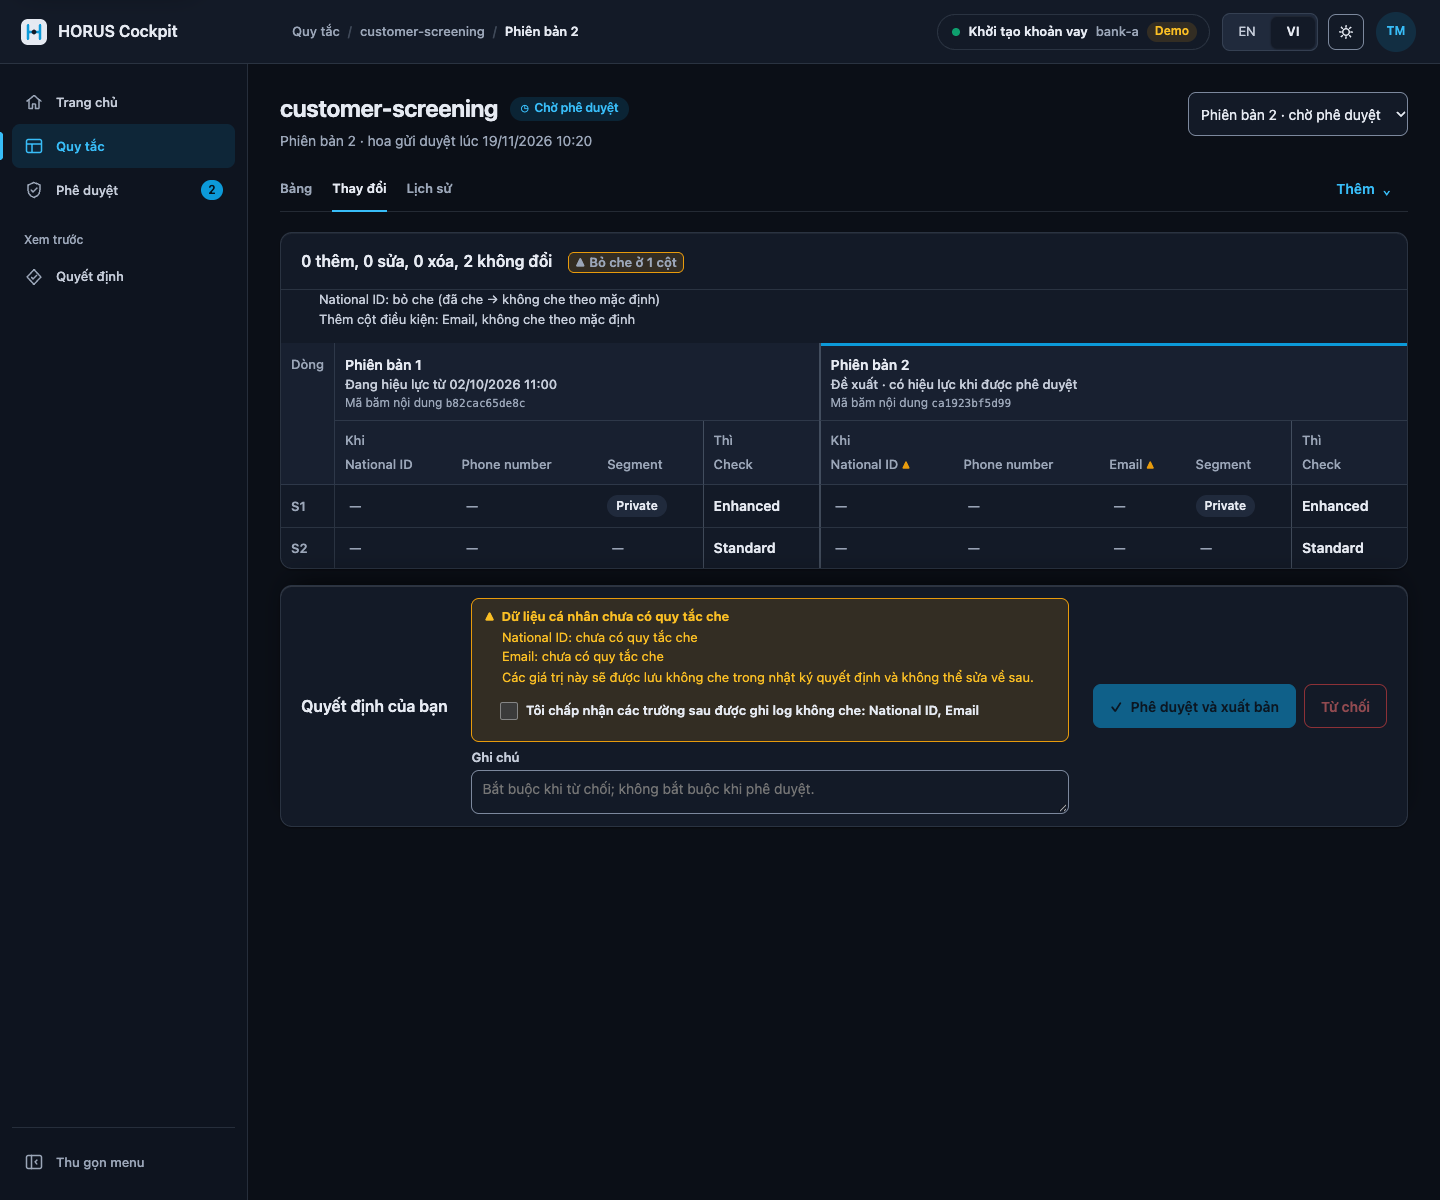 HORUS Cockpit
Quy tắc / customer-screening / Phiên bản 2
Khởi tạo khoản vay bank-a Demo
EN VI
TM
Trang chủ
Quy tắc
Phê duyệt 2
Xem trước
Quyết định
Thu gọn menu
customer-screening Chờ phê duyệt
Phiên bản 2 · hoa gửi duyệt lúc 19/11/2026 10:20
Phiên bản 2 · chờ phê duyệt
Bảng Thay đổi Lịch sử
Thêm
0 thêm, 0 sửa, 0 xóa, 2 không đổi Bỏ che ở 1 cột
National ID: bỏ che (đã che → không che theo mặc định)
Thêm cột điều kiện: Email, không che theo mặc định
Dòng
Phiên bản 1
Đang hiệu lực từ 02/10/2026 11:00
Mã băm nội dung b82cac65de8c
Phiên bản 2
Đề xuất · có hiệu lực khi được phê duyệt
Mã băm nội dung ca1923bf5d99
Khi Thì Khi Thì
National ID Phone number Segment Check National ID Phone number Email Segment Check
S1 — — Private Enhanced — — — Private Enhanced
S2 — — — Standard — — — — Standard
Quyết định của bạn
Dữ liệu cá nhân chưa có quy tắc che
National ID: chưa có quy tắc che
Email: chưa có quy tắc che
Các giá trị này sẽ được lưu không che trong nhật ký quyết định và không thể sửa về sau.
Tôi chấp nhận các trường sau được ghi log không che: National ID, Email
Ghi chú
Bắt buộc khi từ chối; không bắt buộc khi phê duyệt.
Phê duyệt và xuất bản
Từ chối